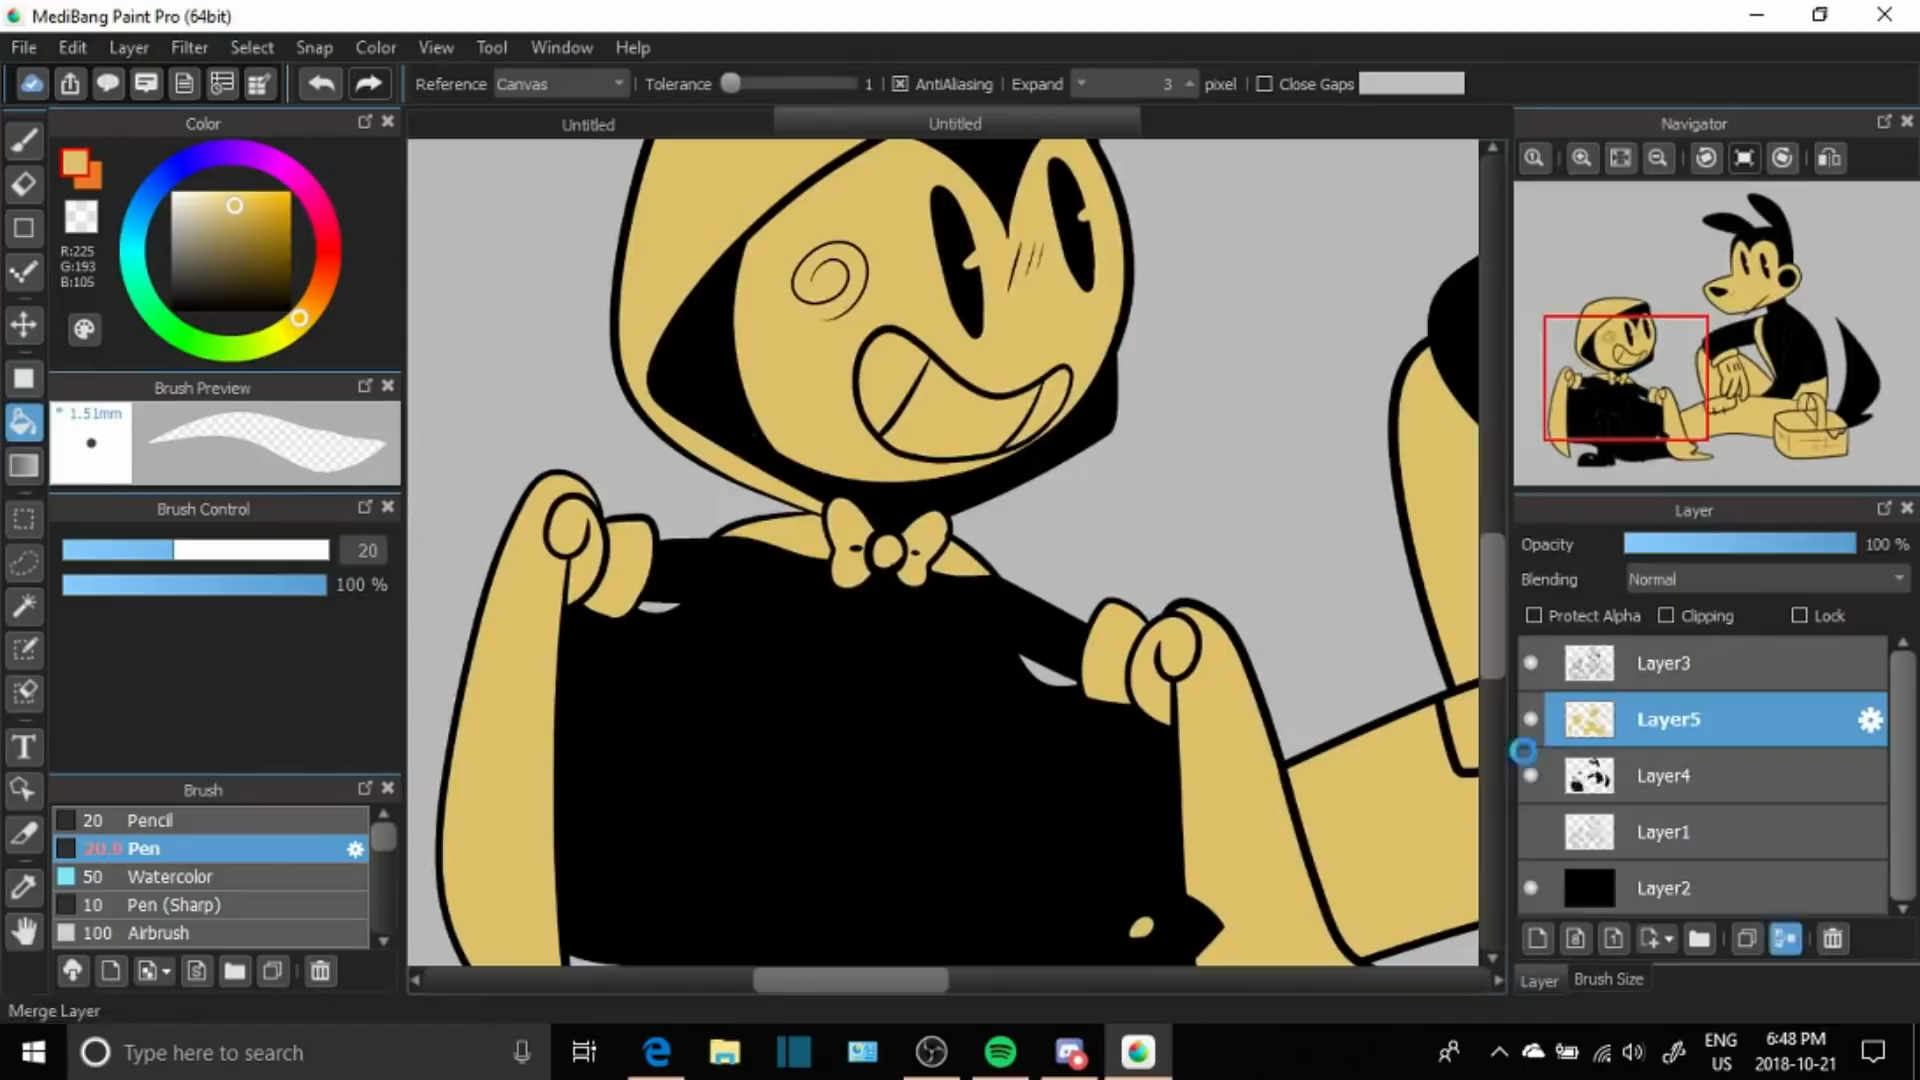 MediBang Paint Pro (64bit)
File Edit Layer Filter Select Snap Color View Tool Window Help
Reference Canvas Tolerance 1 AntiAliasing Expand 3 pixel Close Gaps
Color
Untitled
Untitled
Navigator
R:225
G:193
B:105
Brush Preview
* 1.51mm
Brush Control
20
100 %
Layer
Opacity 100 %
Blending Normal
Protect Alpha Clipping Lock
Layer3
Layer5
Layer4
Layer1
Layer2
Brush
20 Pencil
20.9 Pen
50 Watercolor
10 Pen (Sharp)
100 Airbrush
Layer Brush Size
Merge Layer
Type here to search
ENG
US
6:48 PM
2018-10-21